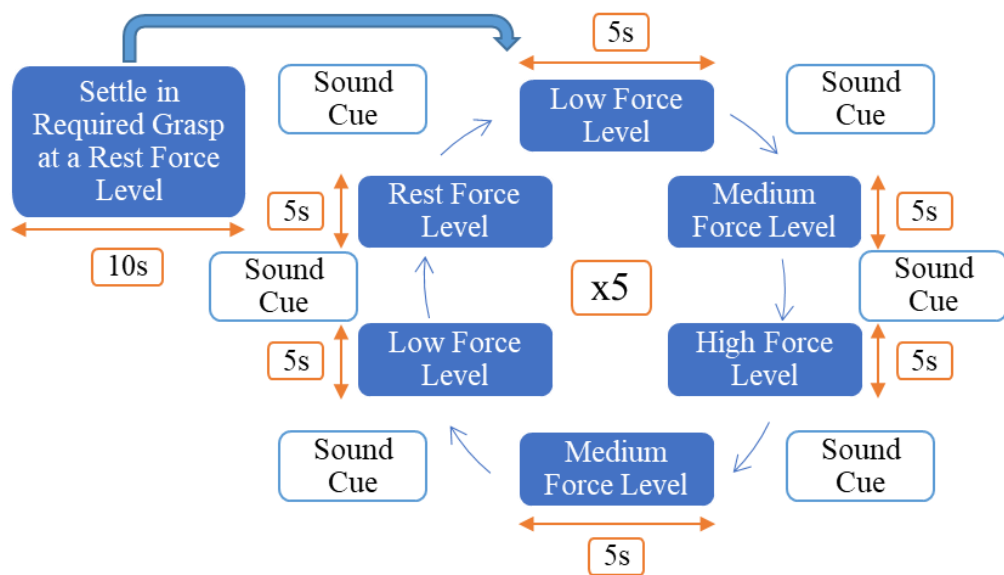 5s
Settle in
Required Grasp
at a Rest Force
Level
10s
Sound
Cue
Low Force
Level
Sound
Cue
5s
Rest Force
Level
Medium
Force Level
5s
Sound
Cue
x5
Sound
Cue
5s
Low Force
Level
High Force
Level
5s
Sound
Cue
Medium
Force Level
Sound
Cue
5s